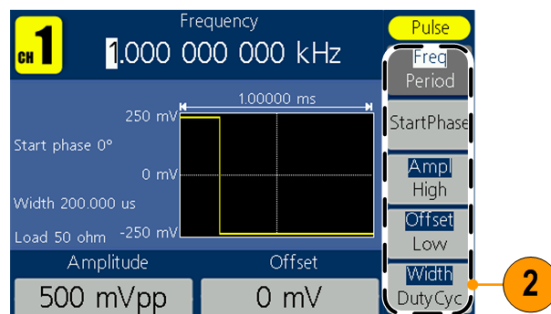 Frequency
CH 1
1.000 000 000 kHz
Pulse
Freq
Period
StartPhase
Ampl
High
Offset
Low
Width
DutyCyc
2
1.00000 ms
250 mV
Start phase 0°
0 mV
Width 200.000 us
Load 50 ohm
-250 mV
Amplitude
Offset
500 mVpp
0 mV